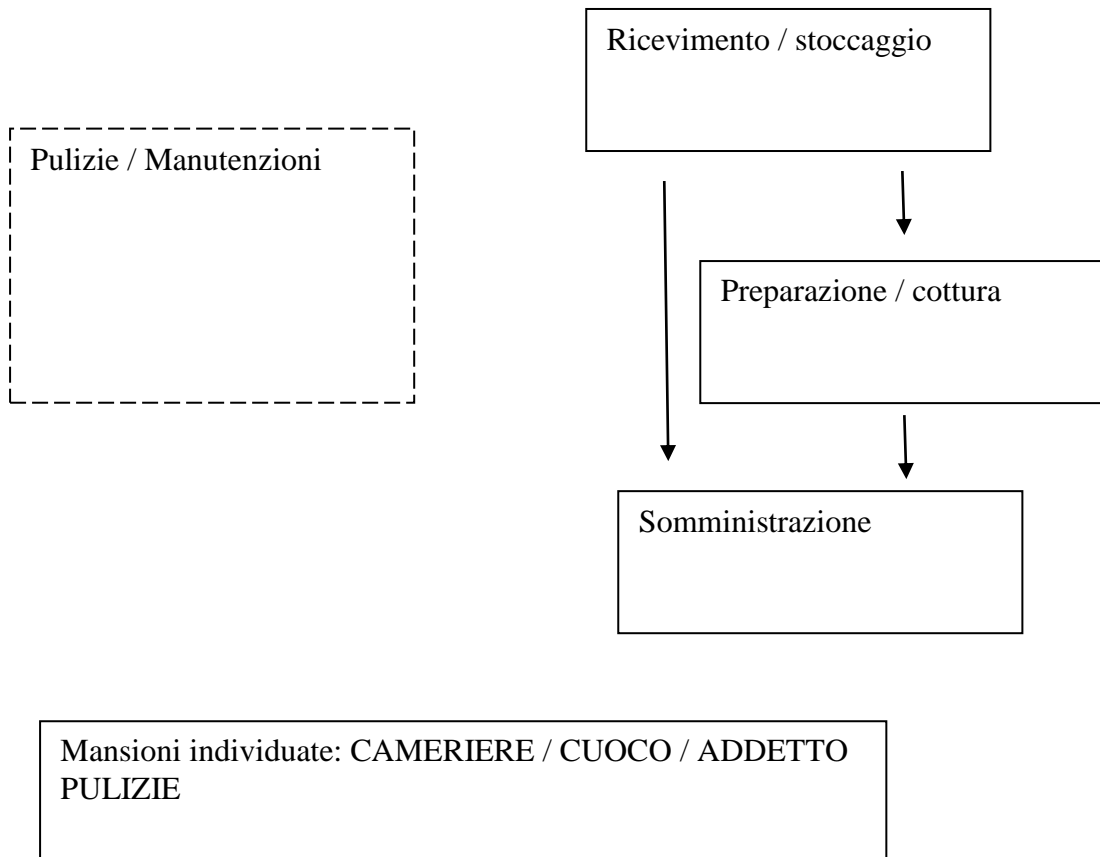 Ricevimento / stoccaggio
Pulizie / Manutenzioni
Preparazione / cottura
Somministrazione
Mansioni individuate: CAMERIERE / CUOCO / ADDETTO
PULIZIE